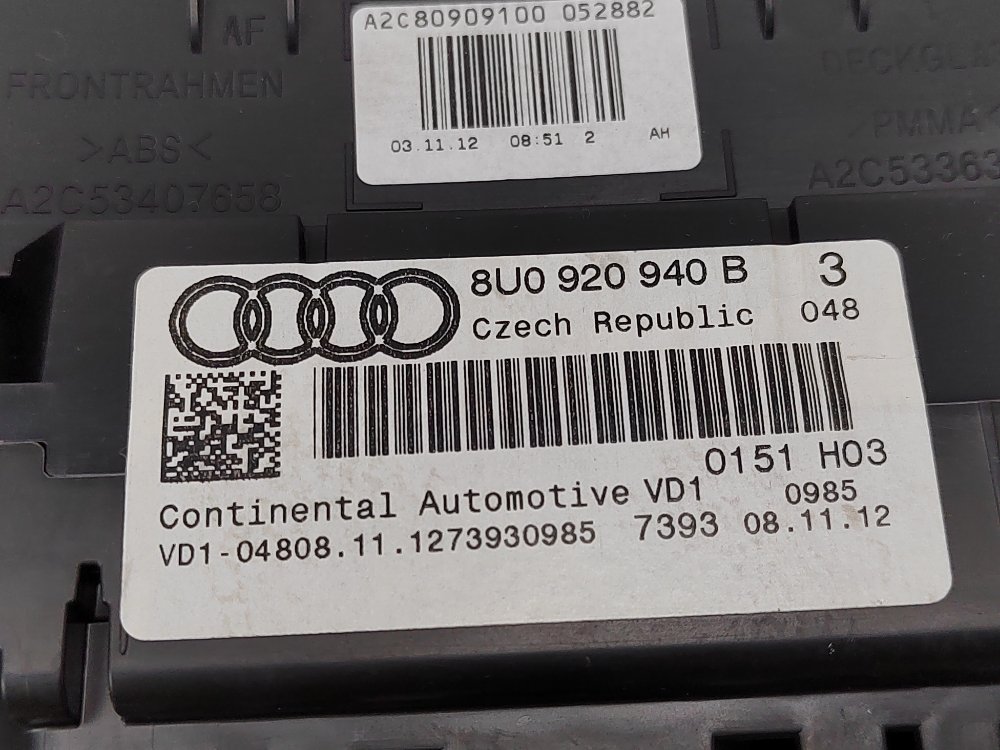 A2C80909100 052882
03.11.12 08:51 2 AH
AF
FRONTRAHMEN
>ABS<
A2C53407658
PMMA
A2C53363
8U0 920 940 B 3
Czech Republic 048
0151 H03
Continental Automotive VD1 0985
VD1-04808.11.1273930985 7393 08.11.12